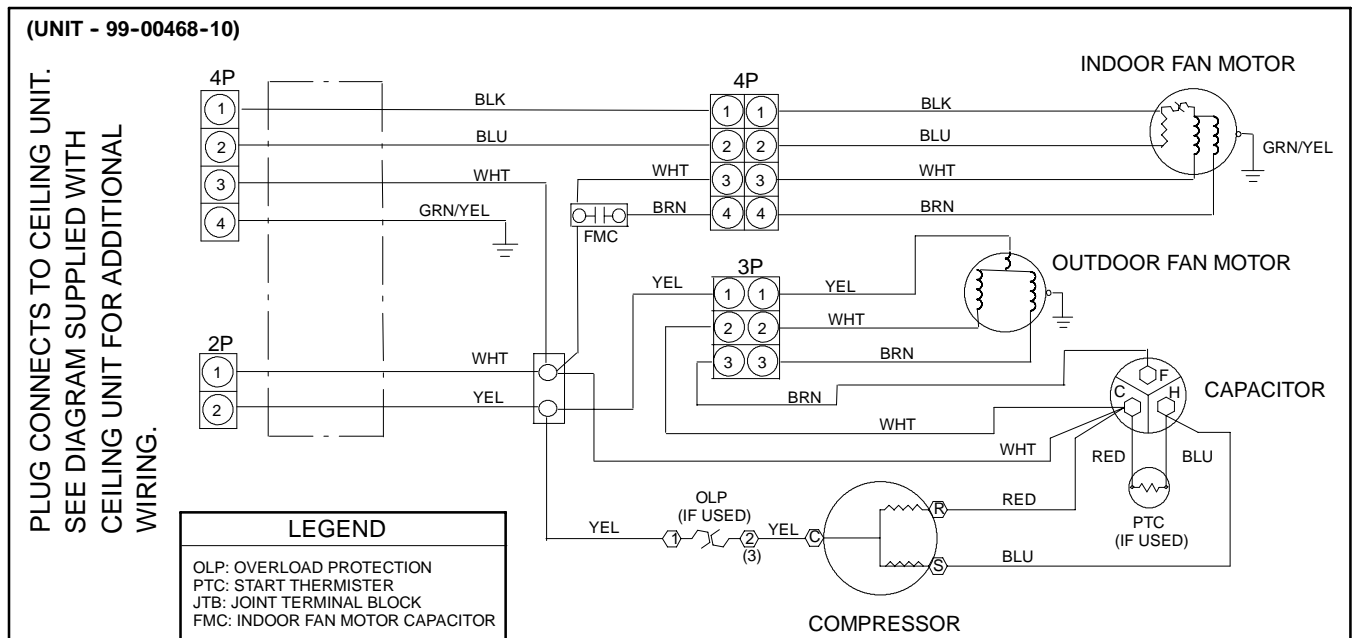 (UNIT - 99-00468-10)
PLUG CONNECTS TO CEILING UNIT.
SEE DIAGRAM SUPPLIED WITH
CEILING UNIT FOR ADDITIONAL
WIRING.
4P
1
2
3
4
BLK
BLU
WHT
GRN/YEL
2P
1
2
WHT
YEL
4P
1 1
2 2
3 3
4 4
WHT
BRN
FMC
BLK
BLU
WHT
BRN
INDOOR FAN MOTOR
GRN/YEL
3P
1 1
2 2
3 3
YEL
YEL
WHT
BRN
OUTDOOR FAN MOTOR
BRN
WHT
WHT
F
C
H
CAPACITOR
RED
BLU
PTC
(IF USED)
YEL
OLP
(IF USED)
1
2
(3)
YEL
C
R
S
RED
BLU
COMPRESSOR
LEGEND
OLP: OVERLOAD PROTECTION
PTC: START THERMISTER
JTB: JOINT TERMINAL BLOCK
FMC: INDOOR FAN MOTOR CAPACITOR